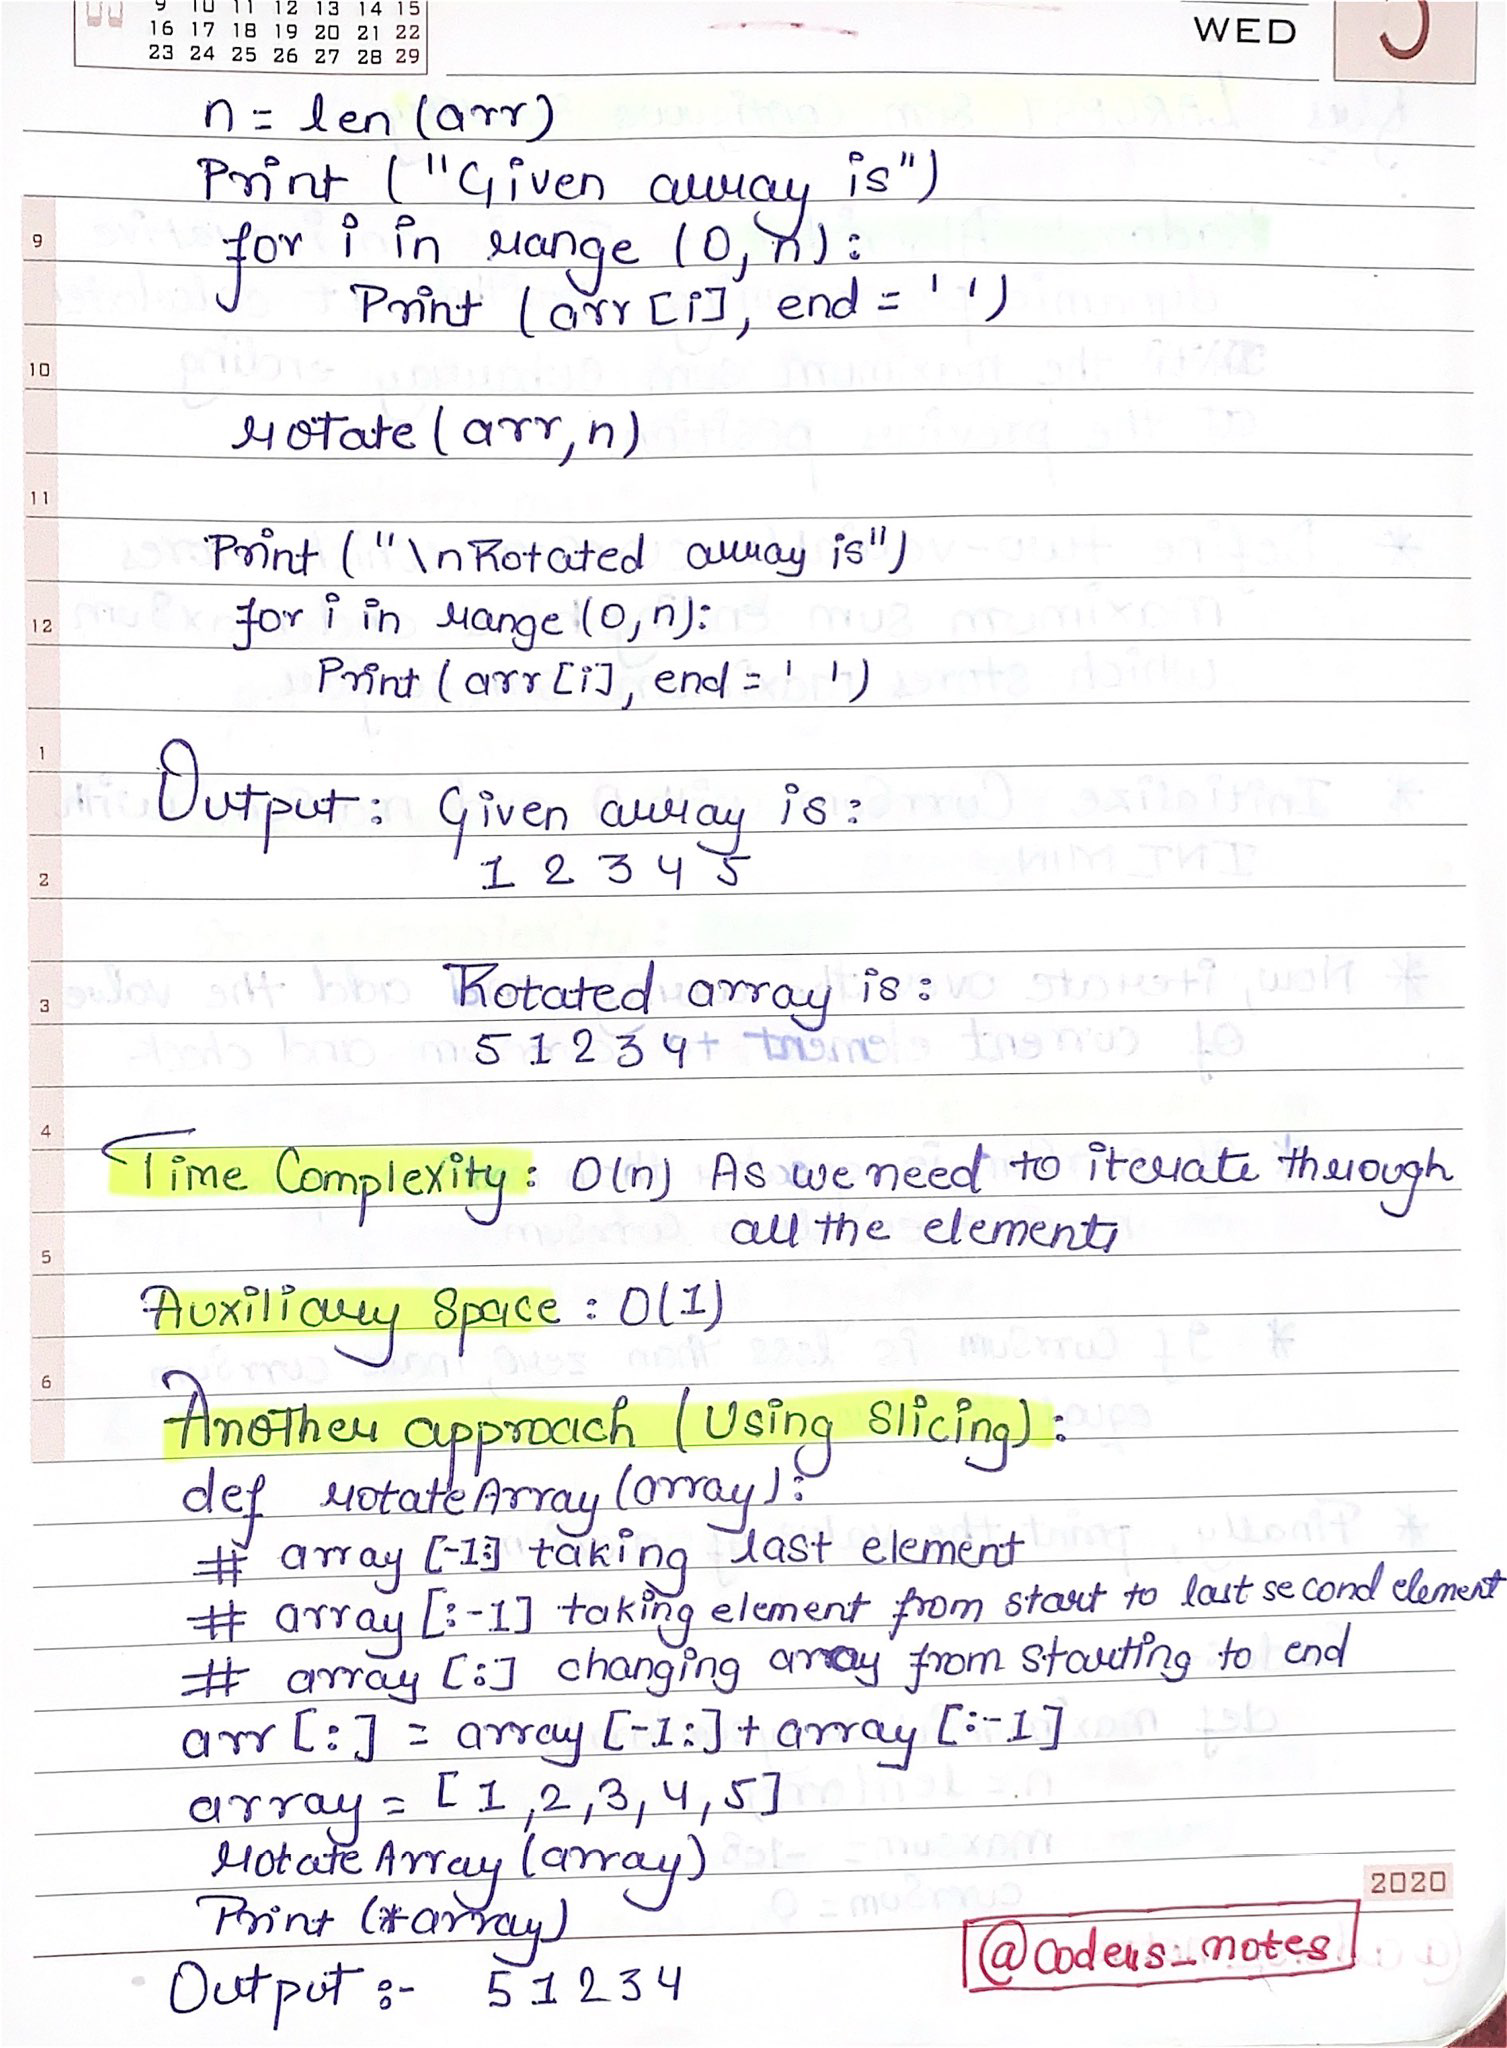 9 10 11 12 13 14 15
16 17 18 19 20 21 22
23 24 25 26 27 28 29
WED
n = len (arr)
Print ("Given array is")
9
for i in range (0, n):
Print (arr [i], end = ' ')
10
rotate (arr, n)
11
Print ("\n Rotated array is")
12
for i in range (0, n):
Print (arr [i], end = ' ')
1
Output: Given array is:
2
1 2 3 4 5
3
Rotated array is:
5 1 2 3 4
4
Time Complexity: O(n) As we need to iterate through
all the elements
5
Auxiliary Space : O(1)
6
Another approach (Using Slicing):
def rotateArray (array):
# array [-1:] taking last element
# array [:-1] taking element from start to last second element
# array [:] changing array from starting to end
arr [:] = array [-1:] + array [:-1]
array = [1, 2, 3, 4, 5]
rotateArray (array)
Print (*array)
2020
@coders_notes
Output :- 5 1 2 3 4